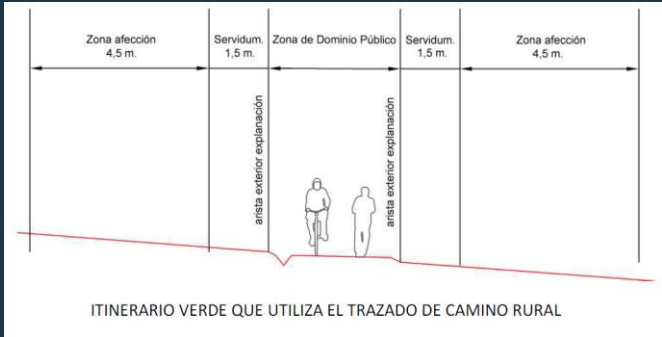 Zona afección
4,5 m.
Servidum.
1,5 m.
Zona de Dominio Público
Servidum.
1,5 m.
Zona afección
4,5 m.
arista exterior explanación
arista exterior explanación
ITINERARIO VERDE QUE UTILIZA EL TRAZADO DE CAMINO RURAL